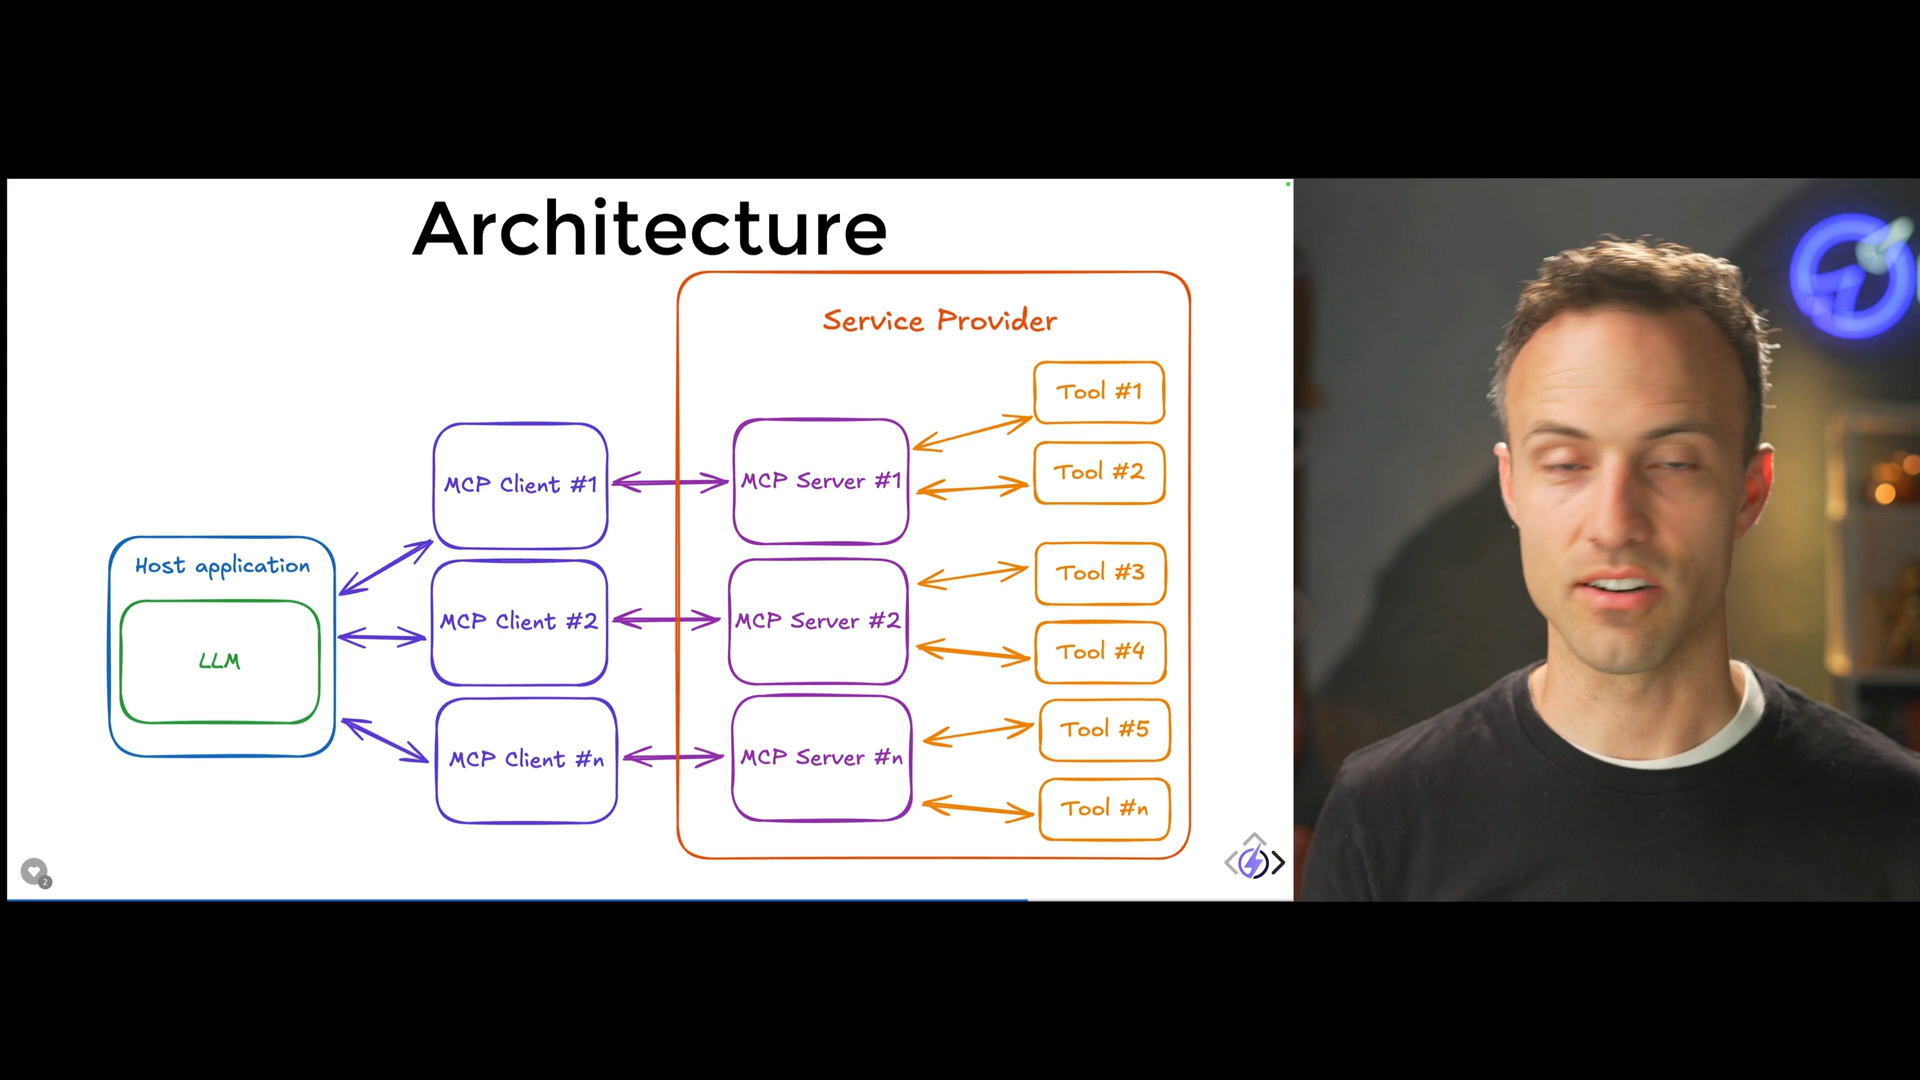 Architecture
Service Provider
Tool #1
Tool #2
MCP Client #1
MCP Server #1
Host application
Tool #3
MCP Client #2
MCP Server #2
LLM
Tool #4
Tool #5
MCP Client #n
MCP Server #n
Tool #n
2